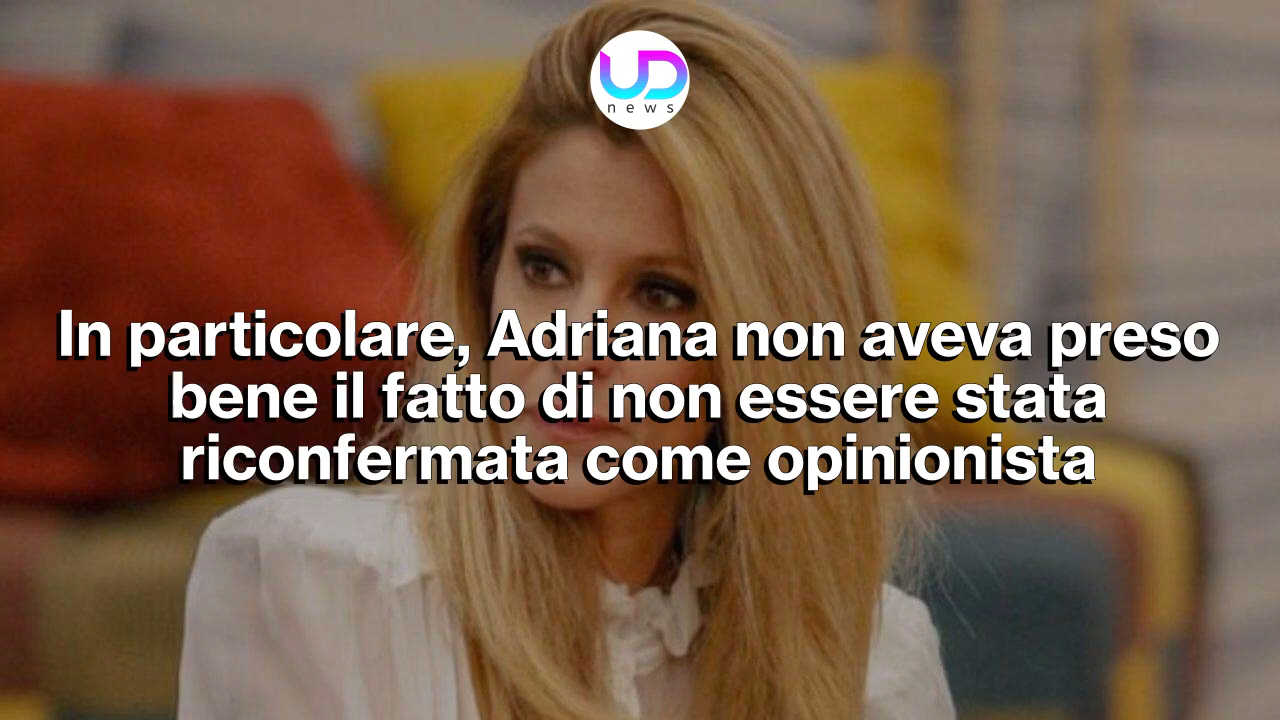 UD
news
In particolare, Adriana non aveva preso
bene il fatto di non essere stata
riconfermata come opinionista